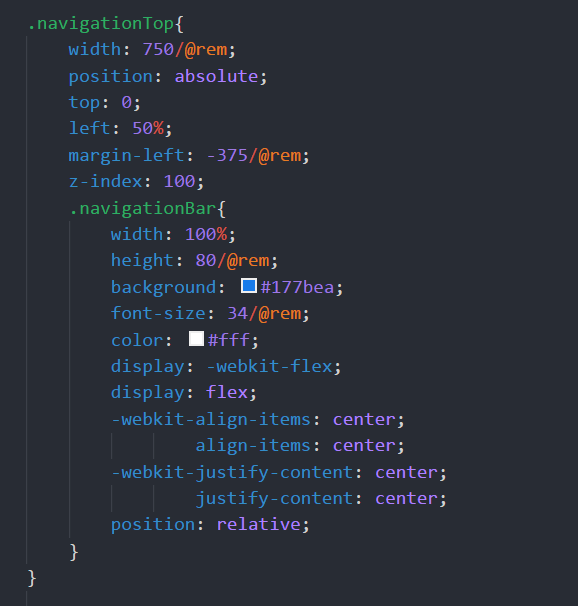 .navigationTop{
    width: 750/@rem;
    position: absolute;
    top: 0;
    left: 50%;
    margin-left: -375/@rem;
    z-index: 100;
    .navigationBar{
        width: 100%;
        height: 80/@rem;
        background: #177bea;
        font-size: 34/@rem;
        color: #fff;
        display: -webkit-flex;
        display: flex;
        -webkit-align-items: center;
                align-items: center;
        -webkit-justify-content: center;
                justify-content: center;
        position: relative;
    }
}